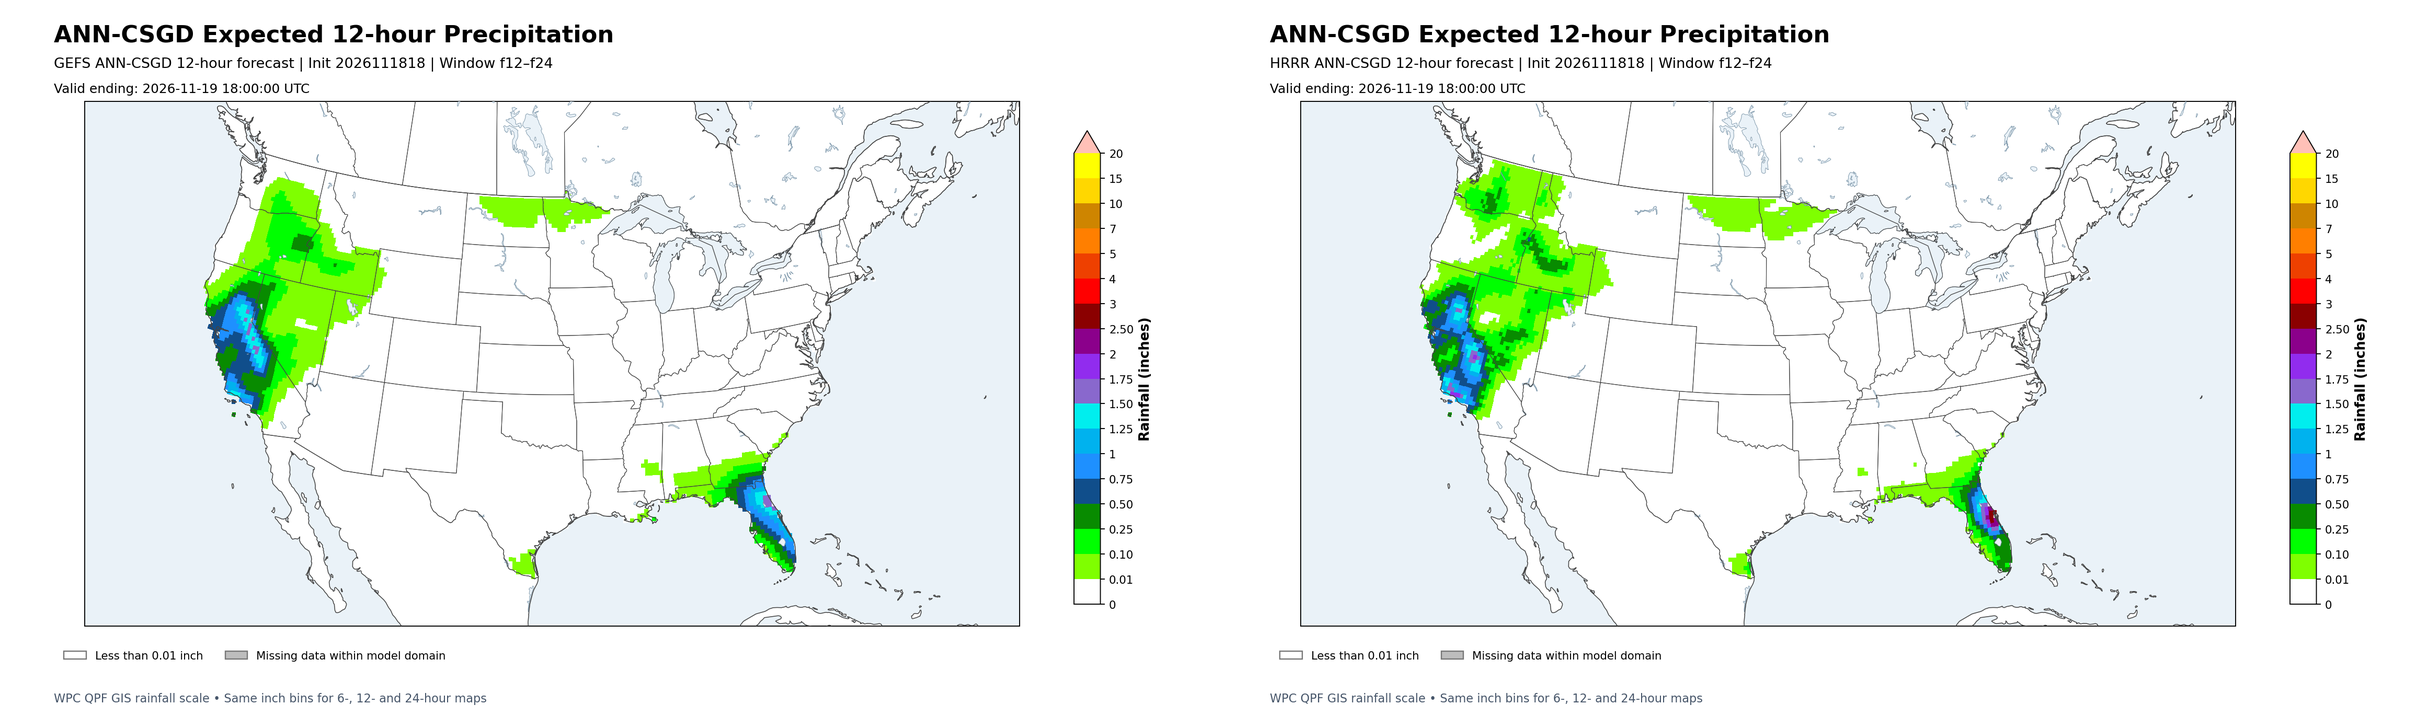 ANN-CSGD Expected 12-hour Precipitation
GEFS ANN-CSGD 12-hour forecast | Init 2026111818 | Window f12–f24
Valid ending: 2026-11-19 18:00:00 UTC
20
15
10
7
5
4
3
2.50
2
1.75
1.50
1.25
1
0.75
0.50
0.25
0.10
0.01
0
Rainfall (inches)
Less than 0.01 inch
Missing data within model domain
WPC QPF GIS rainfall scale • Same inch bins for 6-, 12- and 24-hour maps
ANN-CSGD Expected 12-hour Precipitation
HRRR ANN-CSGD 12-hour forecast | Init 2026111818 | Window f12–f24
Valid ending: 2026-11-19 18:00:00 UTC
20
15
10
7
5
4
3
2.50
2
1.75
1.50
1.25
1
0.75
0.50
0.25
0.10
0.01
0
Rainfall (inches)
Less than 0.01 inch
Missing data within model domain
WPC QPF GIS rainfall scale • Same inch bins for 6-, 12- and 24-hour maps